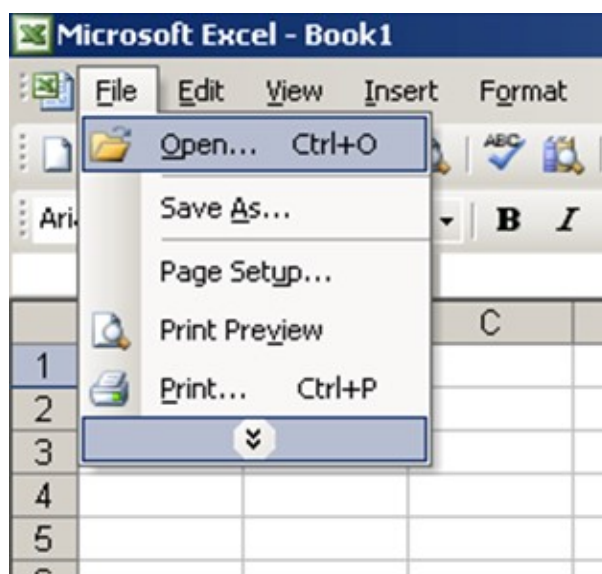 Microsoft Excel - Book1
File Edit View Insert Format
Open... Ctrl+O
ABC
Save As...
B I
Page Setup...
Print Preview
C
Print... Ctrl+P
1
2
3
4
5